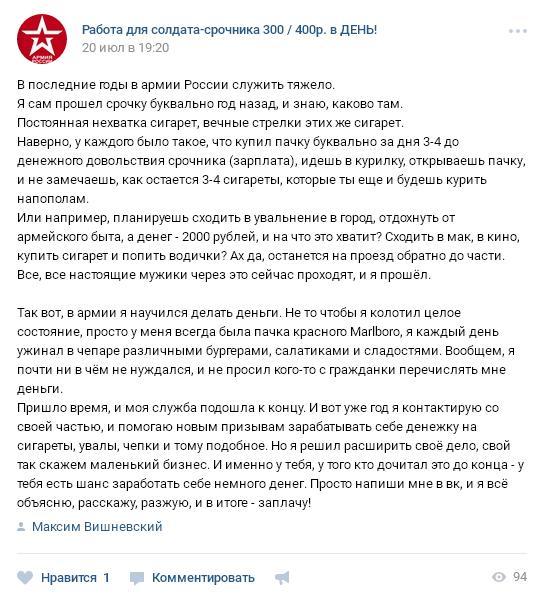 АРМИЯ РОССИИ
Работа для солдата-срочника 300 / 400р. в ДЕНЬ!
20 июл в 19:20
В последние годы в армии России служить тяжело.
Я сам прошел срочку буквально год назад, и знаю, каково там.
Постоянная нехватка сигарет, вечные стрелки этих же сигарет.
Наверно, у каждого было такое, что купил пачку буквально за дня 3-4 до
денежного довольствия срочника (зарплата), идешь в курилку, открываешь пачку,
и не замечаешь, как остается 3-4 сигареты, которые ты еще и будешь курить
напополам.
Или например, планируешь сходить в увальнение в город, отдохнуть от
армейского быта, а денег - 2000 рублей, и на что это хватит? Сходить в мак, в кино,
купить сигарет и попить водички? Ах да, останется на проезд обратно до части.
Все, все настоящие мужики через это сейчас проходят, и я прошёл.
Так вот, в армии я научился делать деньги. Не то чтобы я колотил целое
состояние, просто у меня всегда была пачка красного Marlboro, я каждый день
ужинал в чепаре различными бургерами, салатиками и сладостями. Вообщем, я
почти ни в чём не нуждался, и не просил кого-то с гражданки перечислять мне
деньги.
Пришло время, и моя служба подошла к концу. И вот уже год я контактирую со
своей частью, и помогаю новым призывам зарабатывать себе денежку на
сигареты, увалы, чепки и тому подобное. Но я решил расширить своё дело, свой
так скажем маленький бизнес. И именно у тебя, у того кто дочитал это до конца - у
тебя есть шанс заработать себе немного денег. Просто напиши мне в вк, и я всё
объясню, расскажу, разжую, и в итоге - заплачу!
Максим Вишневский
Нравится 1 Комментировать 94